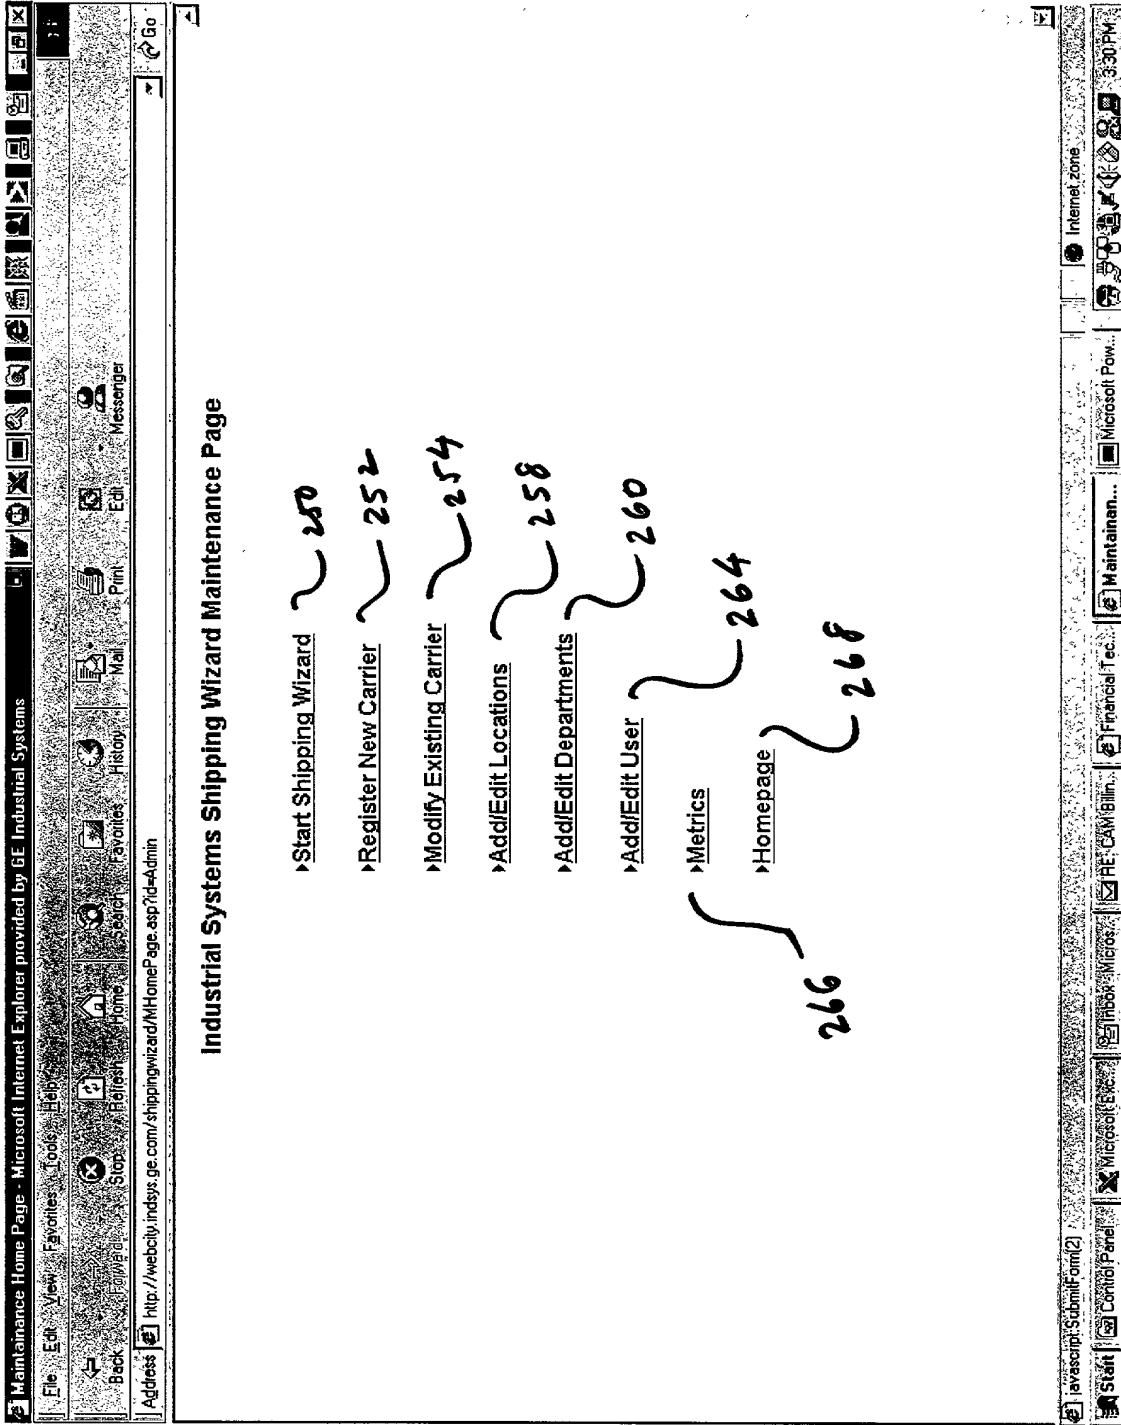 Maintainance Home Page - Microsoft Internet Explorer provided by GE Industrial Systems
File Edit View Favorites Tools Help
Back Forward Stop Refresh Home Search Favorites History Mail Print Edit Messenger
Address http://webcity.indsys.ge.com/shippingwizard/MHomePage.asp?id=Admin Go
Industrial Systems Shipping Wizard Maintenance Page
Start Shipping Wizard 250
Register New Carrier 252
Modify Existing Carrier 254
Add/Edit Locations 258
Add/Edit Departments 260
Add/Edit User 264
266 Metrics
Homepage 268
javascript:SubmitForm(2) Internet zone
Start Control Panel Microsoft Exc... Inbox - Micros... RE: CAM Billin... Financial Tec... Maintainan... Microsoft Pow... 3:30 PM